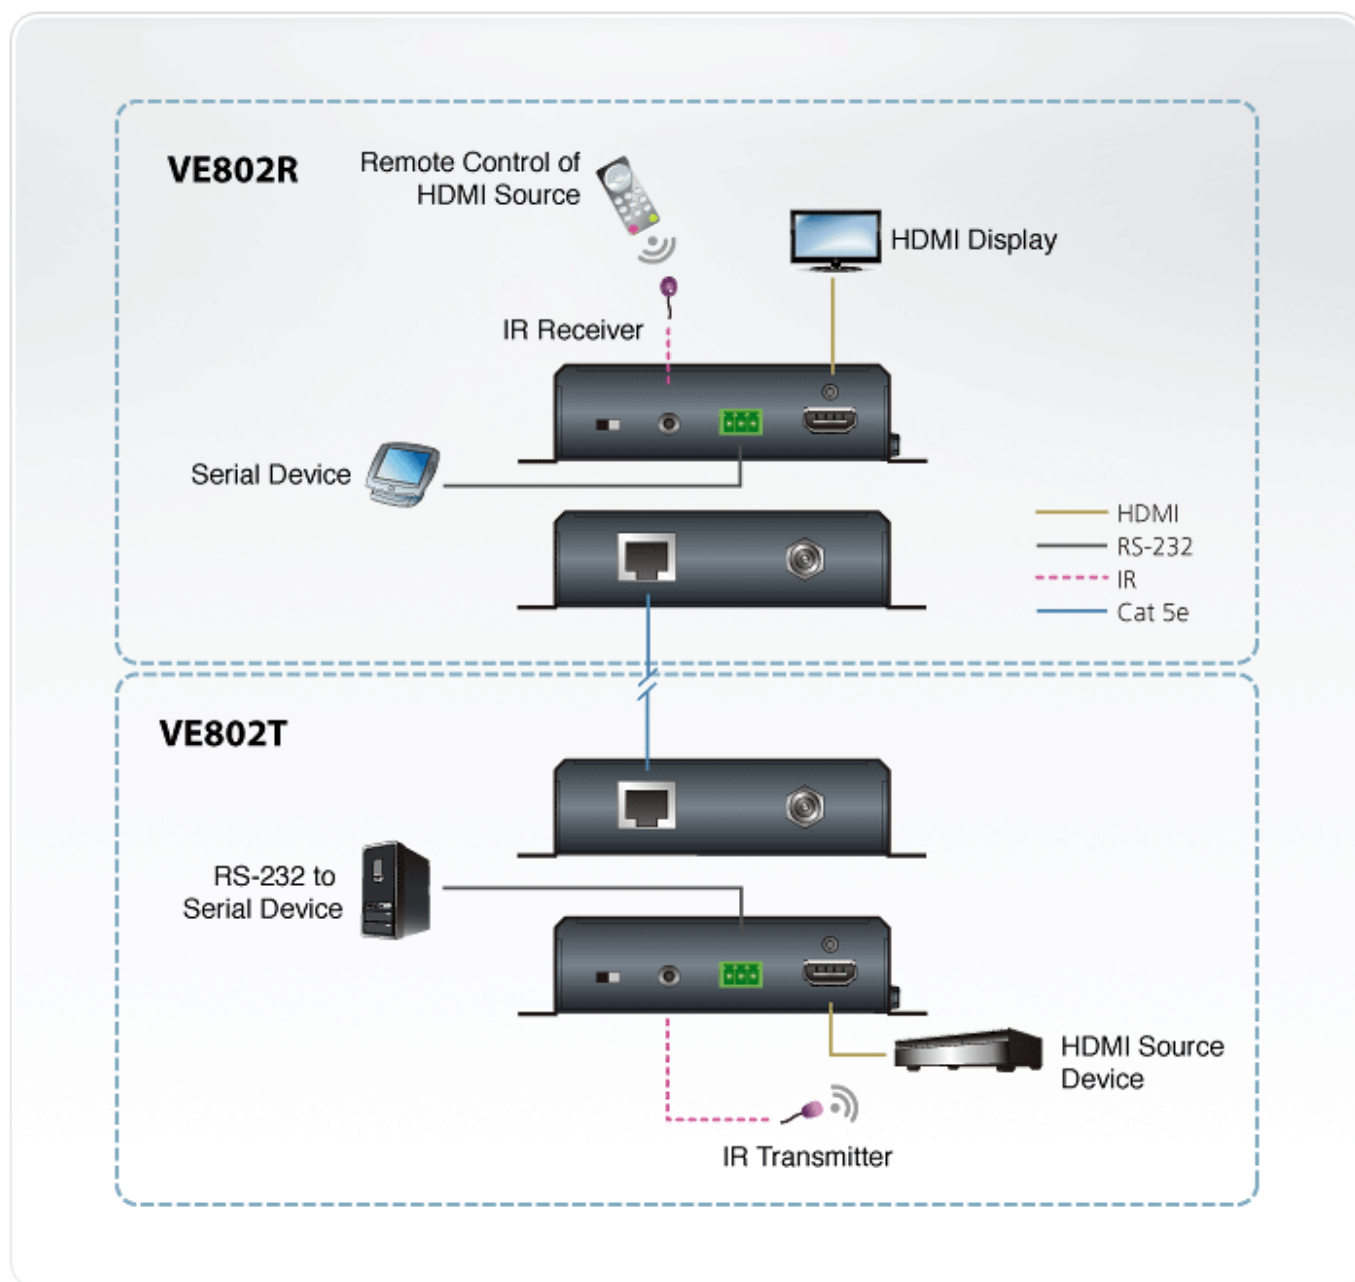 VE802R
Remote Control of
HDMI Source
HDMI Display
IR Receiver
Serial Device
HDMI
RS-232
IR
Cat 5e
VE802T
RS-232 to
Serial Device
HDMI Source
Device
IR Transmitter